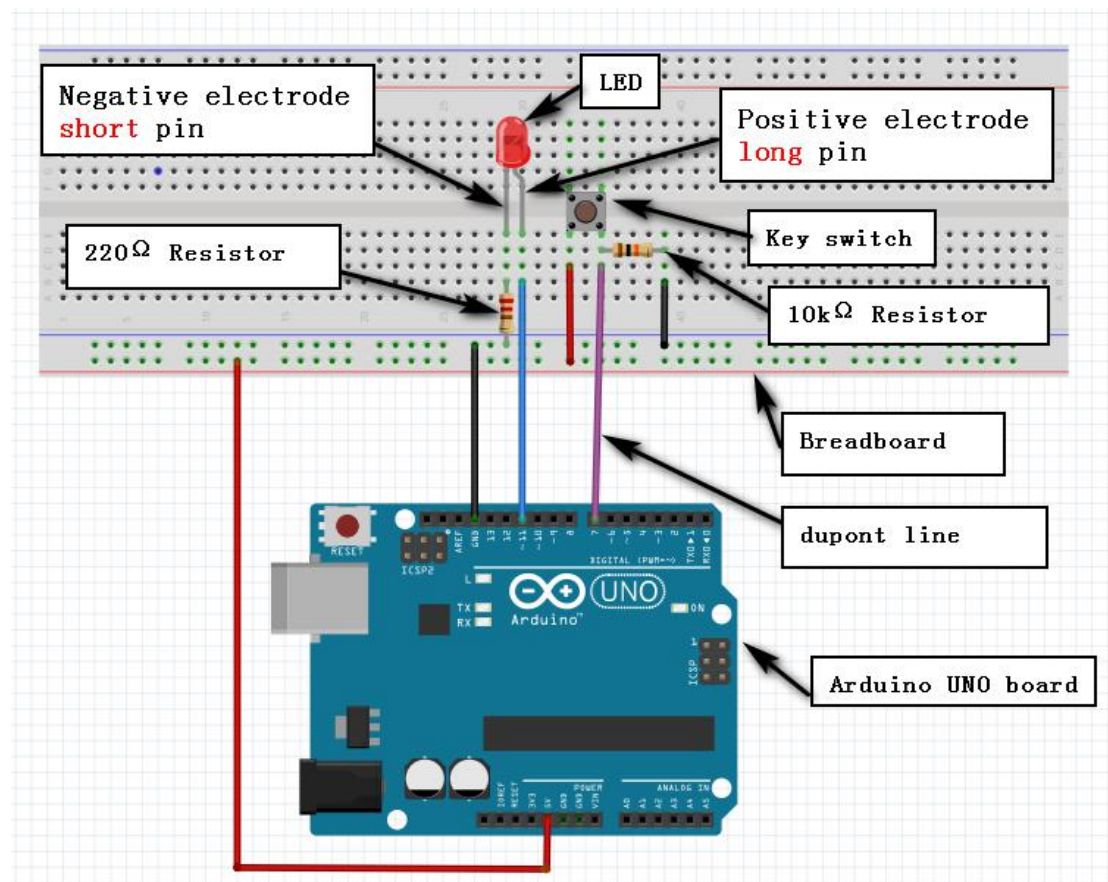 LED
Negative electrode
short pin
Positive electrode
long pin
Key switch
220Ω Resistor
10kΩ Resistor
Breadboard
dupont line
RESET
ICSP2
AREF
GND
13
12
~11
~10
~9
8
7
~6
~5
4
~3
2
TX0▶1
RX0◀0
DIGITAL (PWM=~)
L
TX
RX
UNO
Arduino™
ON
1
ICSP
Arduino UNO board
POWER
ANALOG IN
IOREF
RESET
3V3
5V
GND
GND
VIN
A0
A1
A2
A3
A4
A5